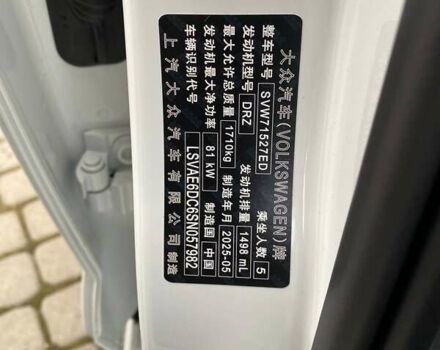 大众汽车(VOLKSWAGEN)牌
整车型号 SVW71527ED 乘坐人数 5
发动机型号 DRZ 发动机排量 1498 mL
最大允许总质量 1710kg 制造年月 2025-05
发动机最大净功率 81 kW 制造国 中国
车辆识别代号 LSVAE6DC6SN057982
上汽大众汽车有限公司 制造